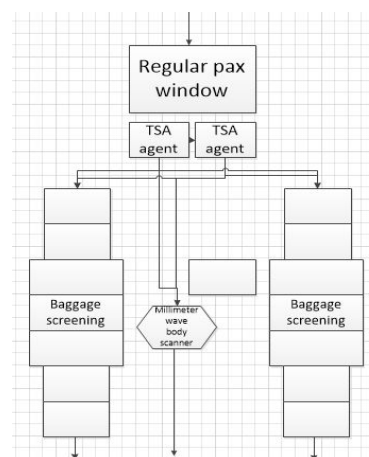 Regular pax
window
TSA
agent
TSA
agent
Baggage
screening
Millimeter
wave
body
scanner
Baggage
screening